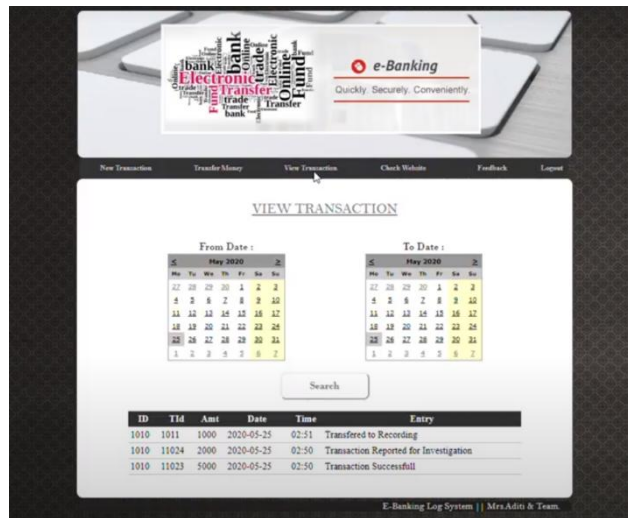 bank
Electronic
Fund Transfer
trade
Online
Fund
Transfer
bank
e-Banking
Quickly. Securely. Conveniently.
New Transaction Transfer Money View Transaction Check Website Feedback Logout
VIEW TRANSACTION
From Date : To Date :
< May 2020 > < May 2020 >
Mo Tu We Th Fr Sa Su Mo Tu We Th Fr Sa Su
27 28 29 30 1 2 3 27 28 29 30 1 2 3
4 5 6 7 8 9 10 4 5 6 7 8 9 10
11 12 13 14 15 16 17 11 12 13 14 15 16 17
18 19 20 21 22 23 24 18 19 20 21 22 23 24
25 26 27 28 29 30 31 25 26 27 28 29 30 31
1 2 3 4 5 6 7 1 2 3 4 5 6 7
Search
ID TId Amt Date Time Entry
1010 1011 1000 2020-05-25 02:51 Transfered to Recording
1010 11024 2000 2020-05-25 02:50 Transaction Reported for Investigation
1010 11023 5000 2020-05-25 02:50 Transaction Successfull
E-Banking Log System || Mrs.Aditi & Team.